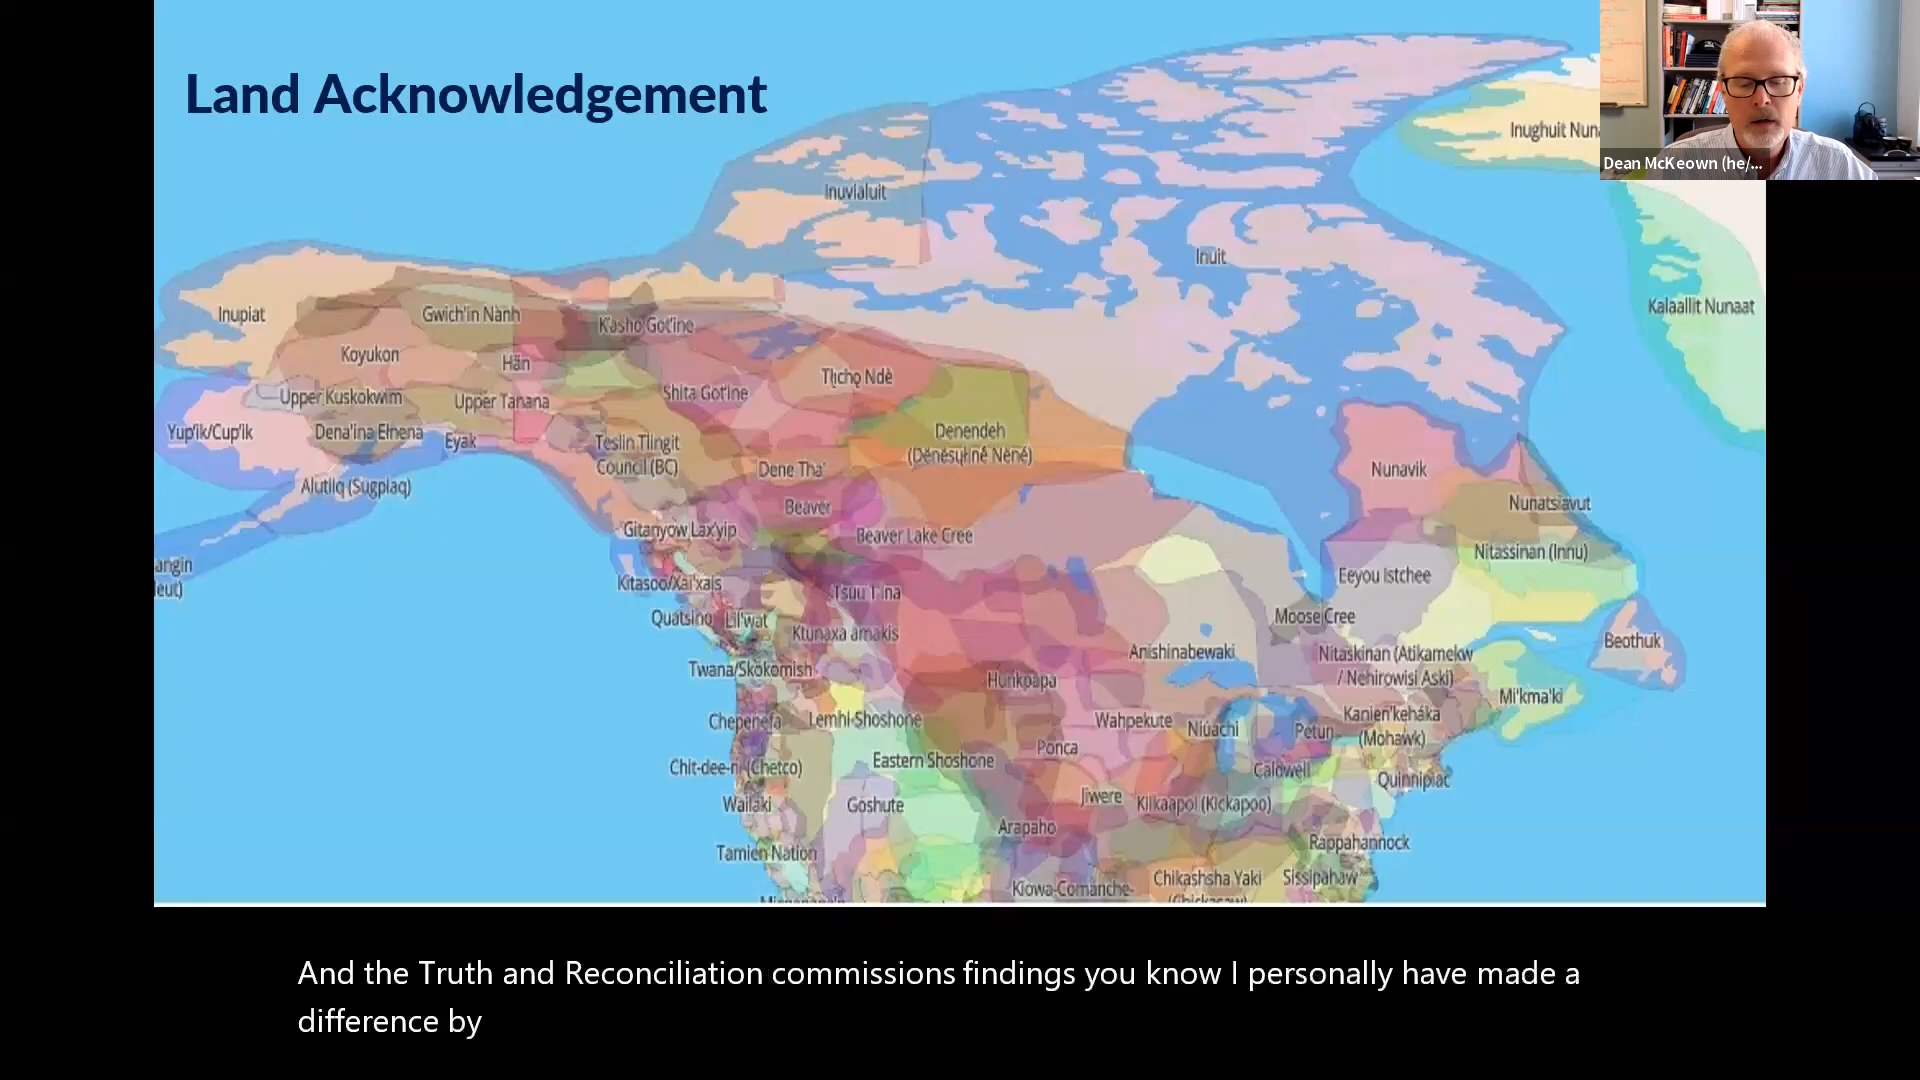 Land Acknowledgement
Inughuit Nun
Dean McKeown (he/...
Inuvialuit
Inuit
Kalaallit Nunaat
Inupiat
Gwich'in Nành
K'asho Got'ine
Koyukon
Hän
Tłı̨chǫ Ndè
Shita Got'ine
Upper Kuskokwim
Upper Tanana
Yup'ik/Cup'ik
Dena'ina Ełnena
Eyak
Teslin Tlingit
Council (BC)
Denendeh
(Dënësųłinë́ Nëné)
Dene Tha'
Nunavik
Alutiiq (Sugpiaq)
Beaver
Nunatsiavut
Gitanyow Lax'yip
Beaver Lake Cree
Nitassinan (Innu)
angin
leut)
Kitasoo/Xai'xais
Tsuu T'ina
Eeyou Istchee
Quatsino
Lil'wat
Ktunaxa ɁamakɁis
Moose Cree
Beothuk
Anishinabewaki
Nitaskinan (Atikamekw
/ Nehirowisi Aski)
Twana/Skokomish
Hunkpapa
Mi'kma'ki
Chepenefa
Lemhi-Shoshone
Wahpekute
Niúachi
Petun
Kanien'kehá:ka
(Mohawk)
Ponca
Eastern Shoshone
Chit-dee-ni (Chetco)
Caldwell
Quinnipiac
Wailaki
Goshute
Jiwere
Kiikaapoi (Kickapoo)
Arapaho
Rappahannock
Tamien Nation
Kiowa-Comanche-
Chikashsha Yaki
(Chickasaw)
Sissipahaw
And the Truth and Reconciliation commissions findings you know I personally have made a
difference by